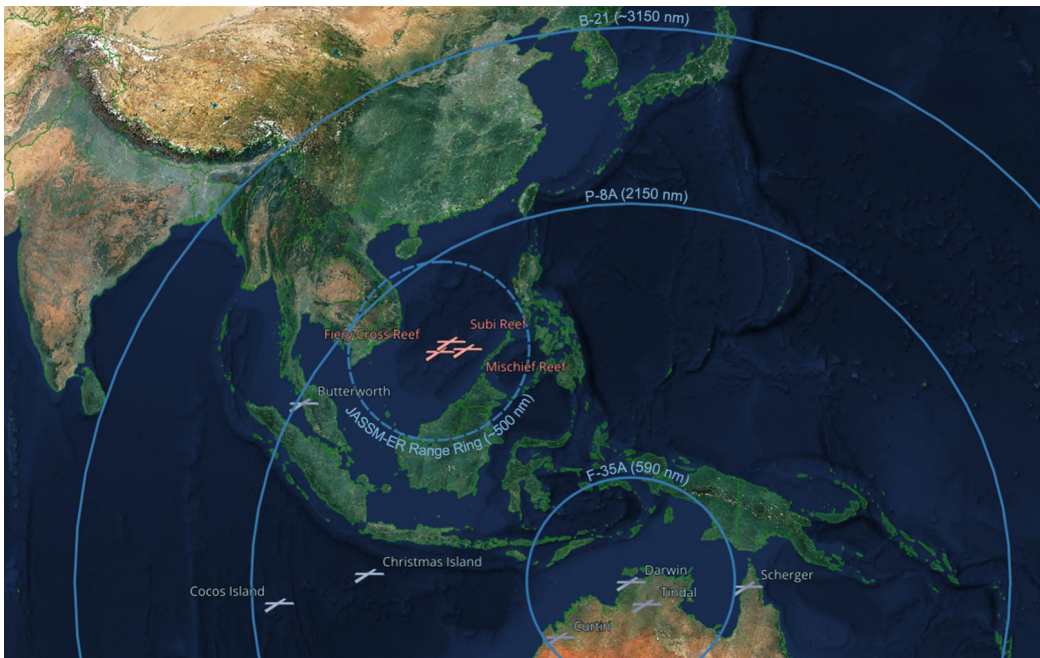 B-21 (~3150 nm)
P-8A (2150 nm)
Subi Reef
Fiery Cross Reef
Mischief Reef
Butterworth
JASSM-ER Range Ring (~500 nm)
F-35A (590 nm)
Christmas Island
Darwin
Scherger
Cocos Island
Tindal
Curtin